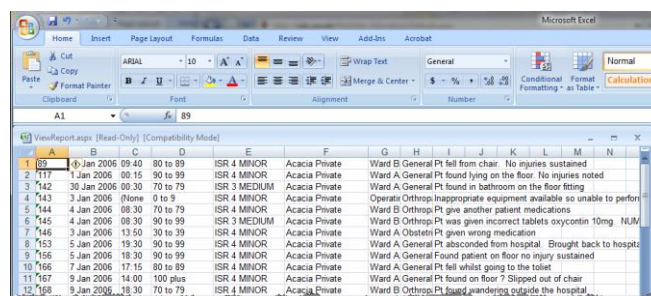 Microsoft Excel
Home Insert Page Layout Formulas Data Review View Add-Ins Acrobat
Cut ARIAL 10 A A Wrap Text General Normal
Copy
Paste Format Painter B I U A Merge & Center $ % , Conditional Formatting Format as Table Calculation
Clipboard Font Alignment Number
A1 fx 89
ViewReport.aspx [Read-Only] [Compatibility Mode]
A B C D E F G H I J K L M N
1 89 Jan 2006 09:40 80 to 89 ISR 4 MINOR Acacia Private Ward B General Pt fell from chair. No injuries sustained
2 117 1 Jan 2006 00:15 90 to 99 ISR 4 MINOR Acacia Private Ward A General Pt found lying on the floor. No injuries noted
3 142 30 Jan 2006 00:30 70 to 79 ISR 3 MEDIUM Acacia Private Ward A General Pt found in bathroom on the floor fitting
4 143 3 Jan 2006 (None 0 to 9 ISR 4 MINOR Acacia Private Operatin Orthrop Inappropriate equipment available so unable to perfor
5 144 4 Jan 2006 08:30 70 to 79 ISR 4 MINOR Acacia Private Ward B Orthrop Pt give another patient medications
6 145 4 Jan 2006 08:30 90 to 99 ISR 3 MEDIUM Acacia Private Ward B Orthrop Pt was given incorrect tablets oxycontin 10mg. NUM
7 146 3 Jan 2006 13:50 30 to 39 ISR 4 MINOR Acacia Private Ward A Obstetri Pt given wrong medication
8 153 5 Jan 2006 19:30 90 to 99 ISR 4 MINOR Acacia Private Ward A General Pt absconded from hospital. Brought back to hospita
9 156 5 Jan 2006 18:30 90 to 99 ISR 4 MINOR Acacia Private Ward A General Found patient on floor no injury sustained
10 166 7 Jan 2006 17:15 80 to 89 ISR 4 MINOR Acacia Private Ward A General Pt fell whilst going to the toliet
11 167 9 Jan 2006 14:00 100 plus ISR 4 MINOR Acacia Private Ward A General Pt found on floor ? Slipped out of chair
12 168 9 Jan 2006 18:30 70 to 79 ISR 4 MINOR Acacia Private Ward B Orthrop Pt found wandering outside the hospital